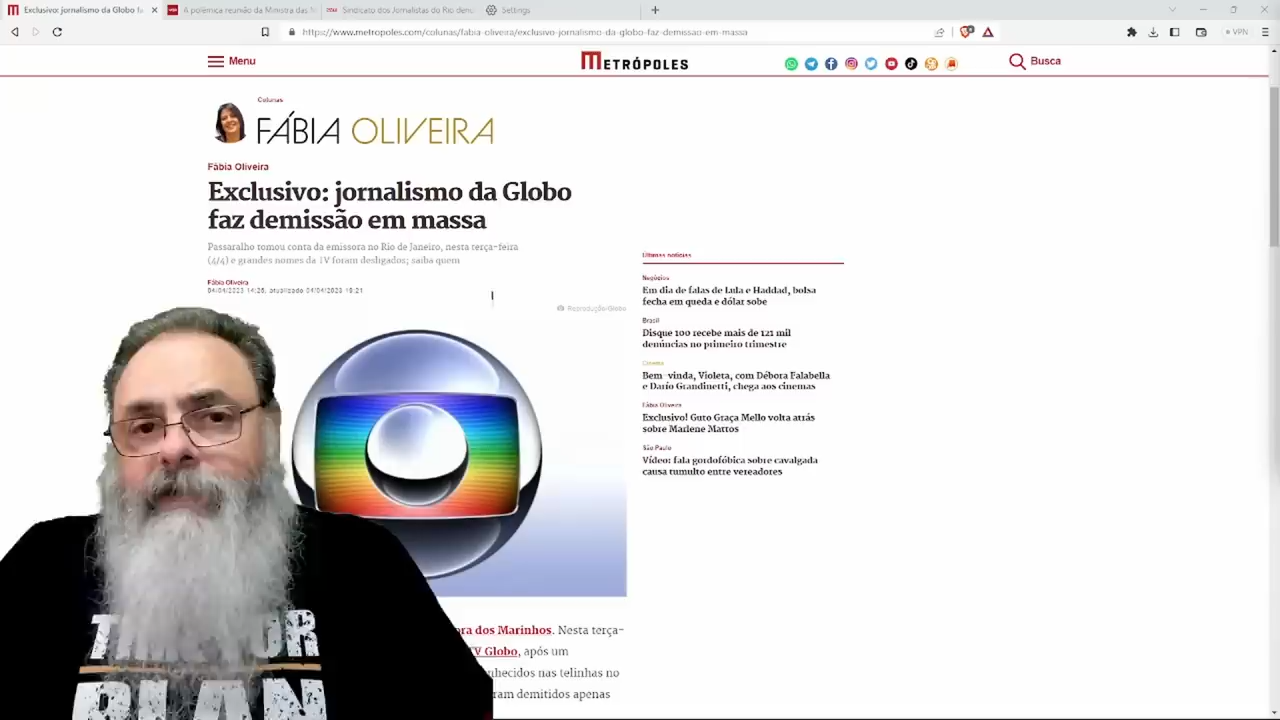 Exclusivo: jornalismo da Globo fa
A polêmica reunião da Ministra das M
Sindicato dos Jornalistas do Rio denu
Settings
https://www.metropoles.com/colunas/fabia-oliveira/exclusivo-jornalismo-da-globo-faz-demissao-em-massa
VPN
Menu
METRÓPOLES
Busca
Colunas
FÁBIA OLIVEIRA
Fábia Oliveira
Exclusivo: jornalismo da Globo
faz demissão em massa
Passaralho tomou conta da emissora no Rio de Janeiro, nesta terça-feira
(4/4) e grandes nomes da TV foram desligados; saiba quem
Fábia Oliveira
04/04/2023 14:26, atualizado 04/04/2023 18:21
Reprodução/Globo
Últimas notícias
Negócios
Em dia de falas de Lula e Haddad, bolsa
fecha em queda e dólar sobe
Brasil
Disque 100 recebe mais de 121 mil
denúncias no primeiro trimestre
Cinema
Bem-vinda, Violeta, com Débora Falabella
e Darío Grandinetti, chega aos cinemas
Fábia Oliveira
Exclusivo! Guto Graça Mello volta atrás
sobre Marlene Mattos
São Paulo
Vídeo: fala gordofóbica sobre cavalgada
causa tumulto entre vereadores
ora dos Marinhos. Nesta terça-
TV Globo, após um
nhecidos nas telinhas no
ram demitidos apenas